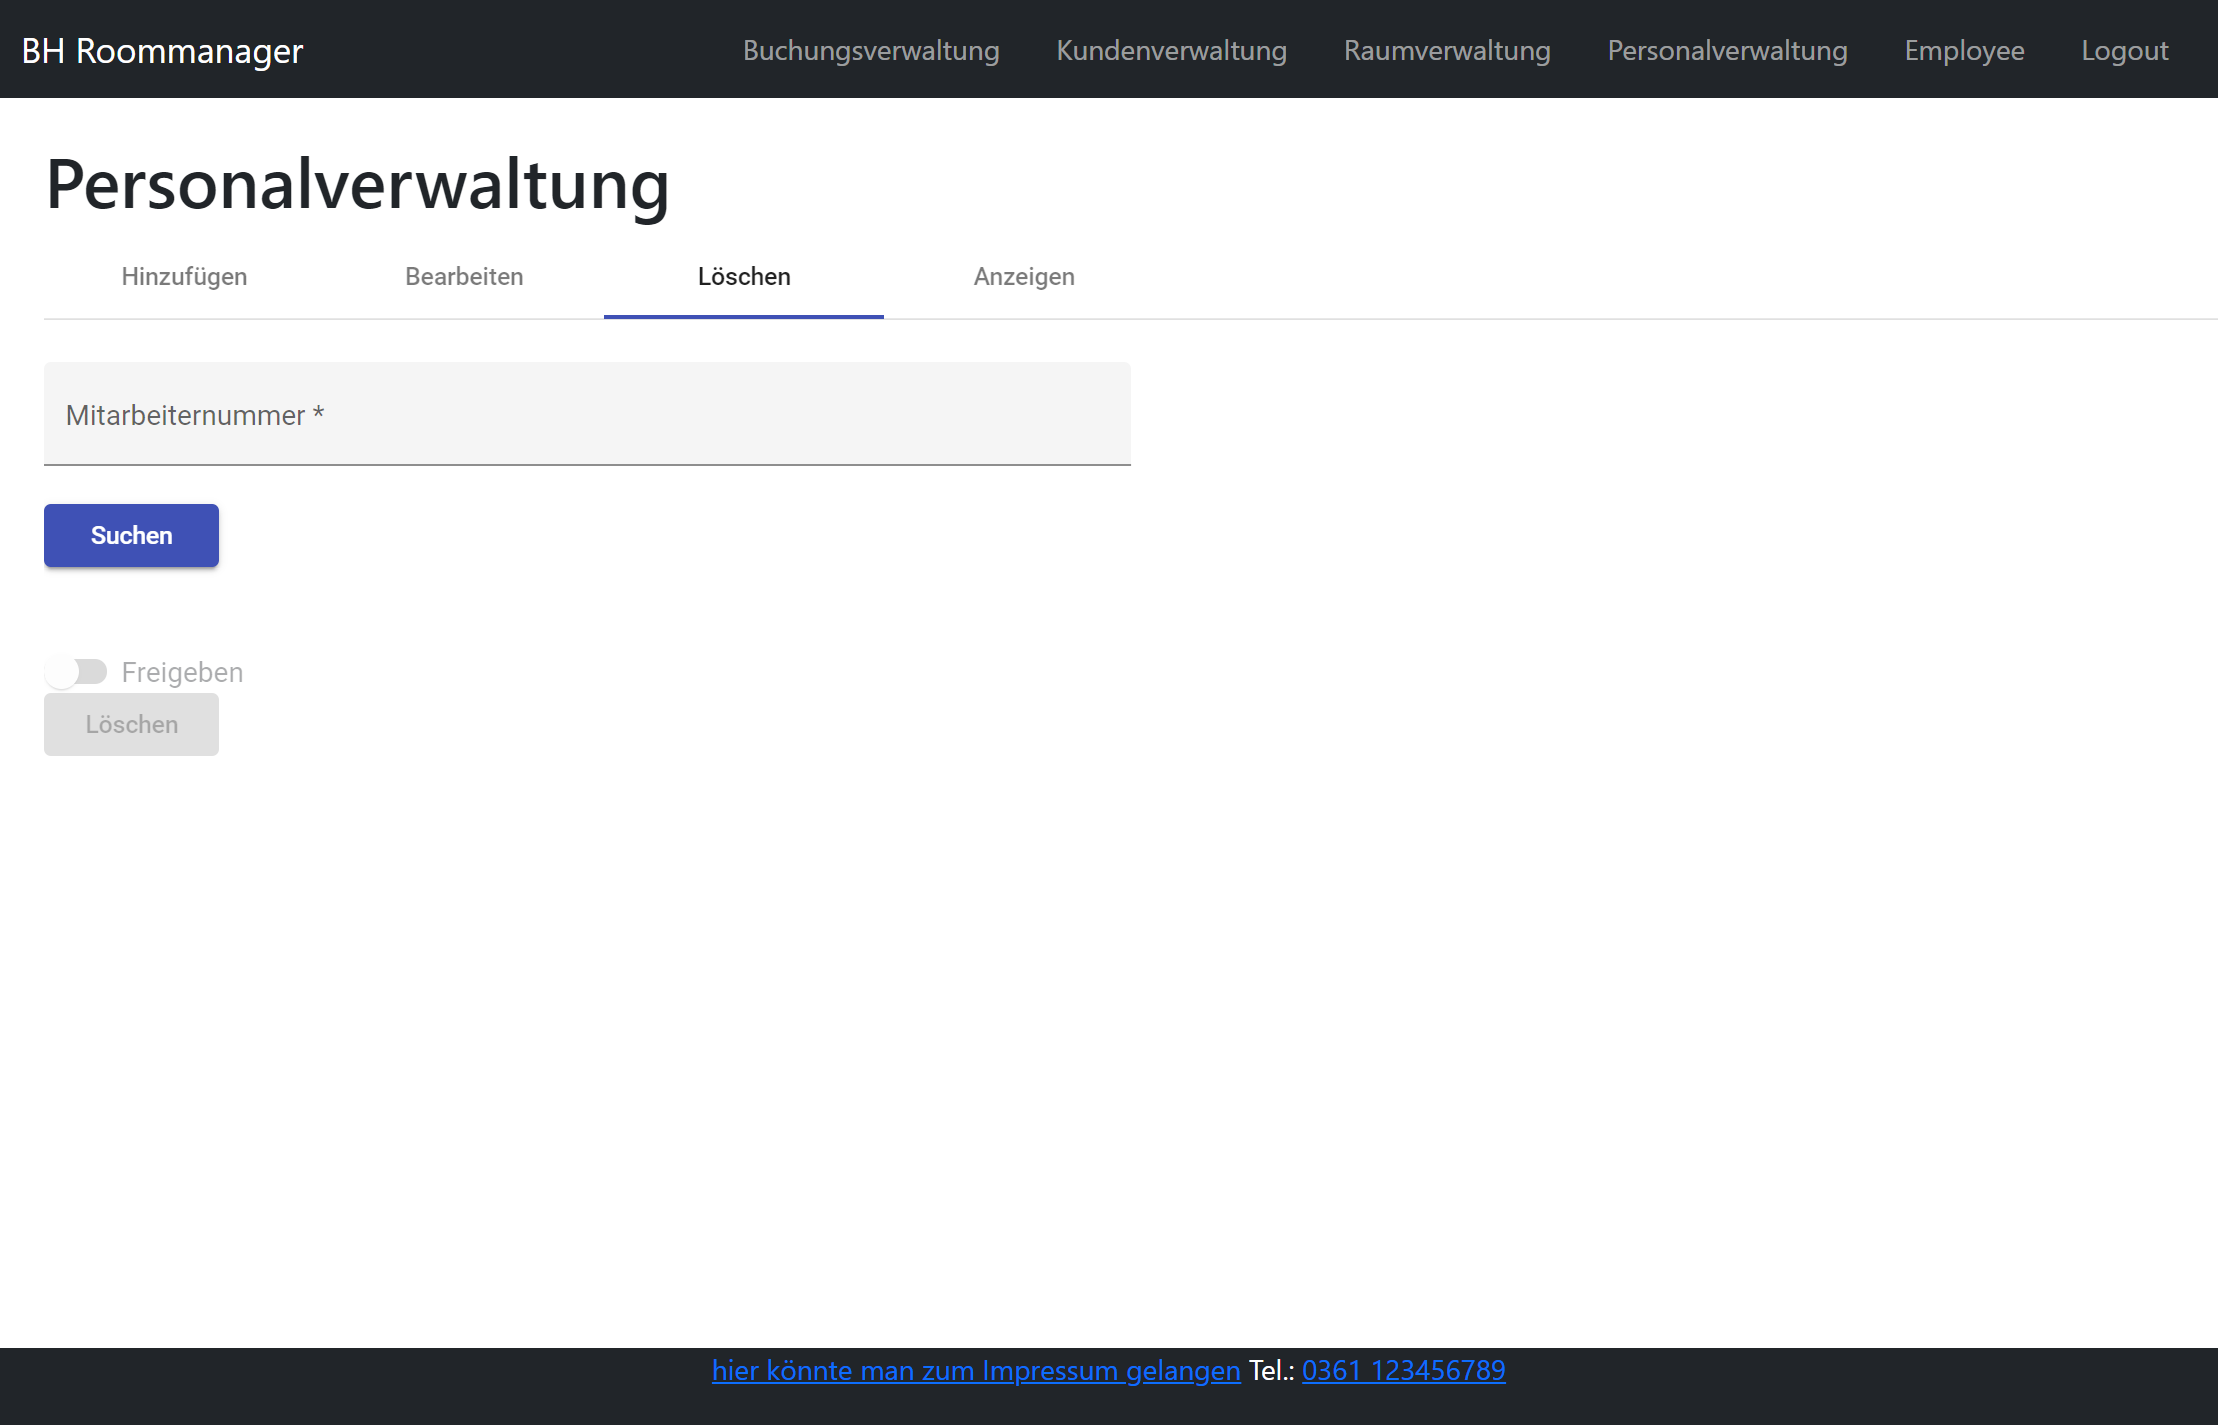 BH Roommanager Buchungsverwaltung Kundenverwaltung Raumverwaltung Personalverwaltung Employee Logout
Personalverwaltung
Hinzufügen Bearbeiten Löschen Anzeigen
Mitarbeiternummer *
Suchen
Freigeben
Löschen
hier könnte man zum Impressum gelangen Tel.: 0361 123456789